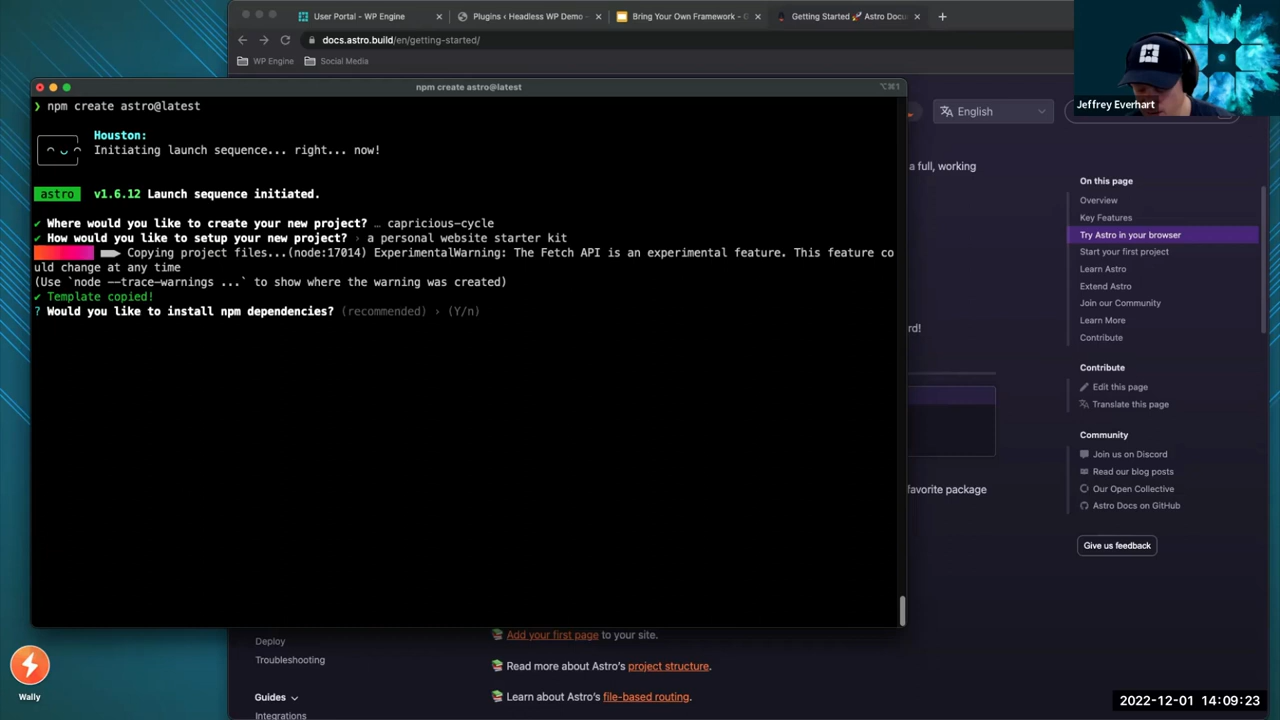 User Portal - WP Engine
Plugins ‹ Headless WP Demo
Bring Your Own Framework - G
Getting Started 🚀 Astro Docu
docs.astro.build/en/getting-started/
WP Engine
Social Media
Jeffrey Everhart
npm create astro@latest
⌥⌘1
❯ npm create astro@latest
Houston:
Initiating launch sequence... right... now!
astro v1.6.12 Launch sequence initiated.
✔ Where would you like to create your new project? … capricious-cycle
✔ How would you like to setup your new project? › a personal website starter kit
Copying project files...(node:17014) ExperimentalWarning: The Fetch API is an experimental feature. This feature co
uld change at any time
(Use `node --trace-warnings ...` to show where the warning was created)
✔ Template copied!
? Would you like to install npm dependencies? (recommended) › (Y/n)
English
a full, working
rd!
favorite package
On this page
Overview
Key Features
Try Astro in your browser
Start your first project
Learn Astro
Extend Astro
Join our Community
Learn More
Contribute
Contribute
Edit this page
Translate this page
Community
Join us on Discord
Read our blog posts
Our Open Collective
Astro Docs on GitHub
Give us feedback
Deploy
Troubleshooting
Guides
Integrations
Add your first page to your site.
Read more about Astro's project structure.
Learn about Astro's file-based routing.
Wally
2022-12-01 14:09:23